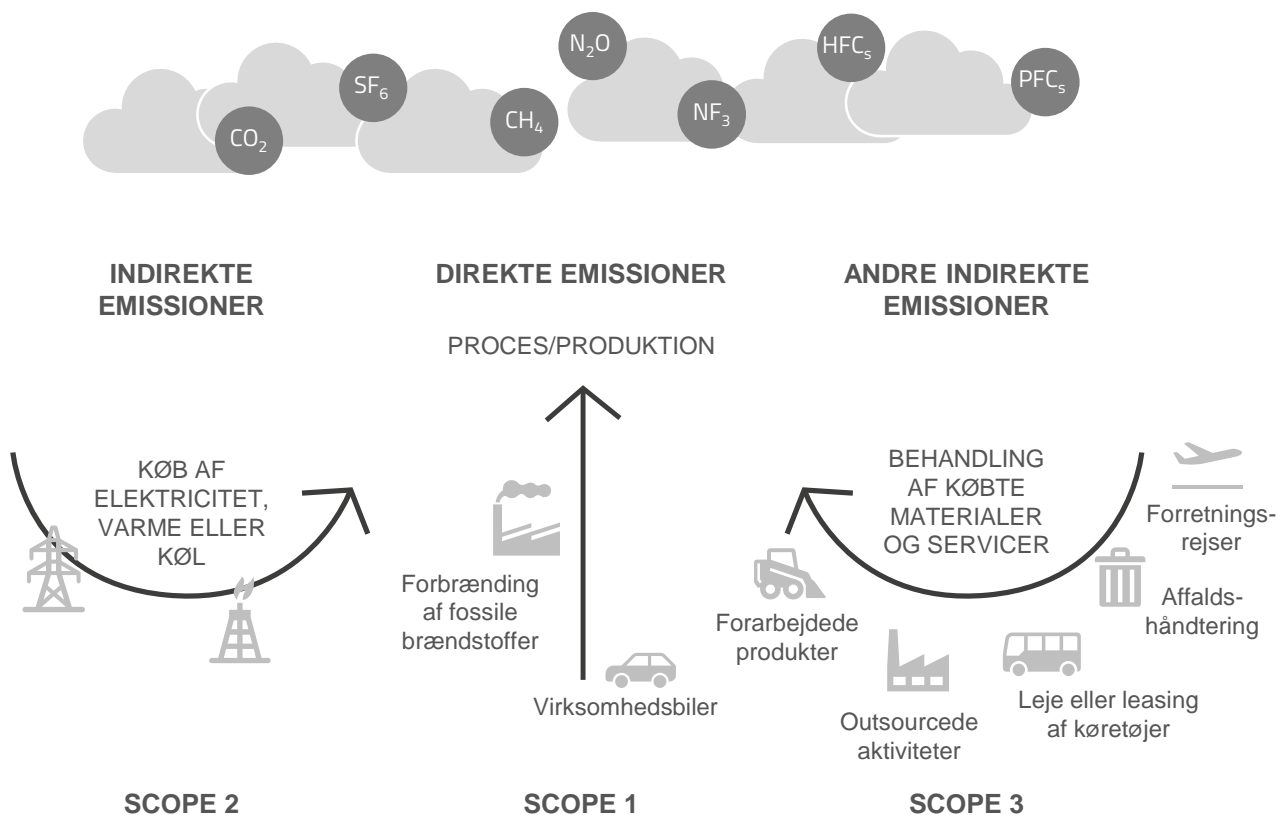 CO₂
SF₆
CH₄
N₂O
NF₃
HFCₛ
PFCₛ
INDIREKTE
EMISSIONER
DIREKTE EMISSIONER
ANDRE INDIREKTE
EMISSIONER
PROCES/PRODUKTION
KØB AF
ELEKTRICITET,
VARME ELLER
KØL
Forbrænding
af fossile
brændstoffer
Virksomhedsbiler
BEHANDLING
AF KØBTE
MATERIALER
OG SERVICER
Forretnings-
rejser
Affalds-
håndtering
Forarbejdede
produkter
Outsourcede
aktiviteter
Leje eller leasing
af køretøjer
SCOPE 2
SCOPE 1
SCOPE 3